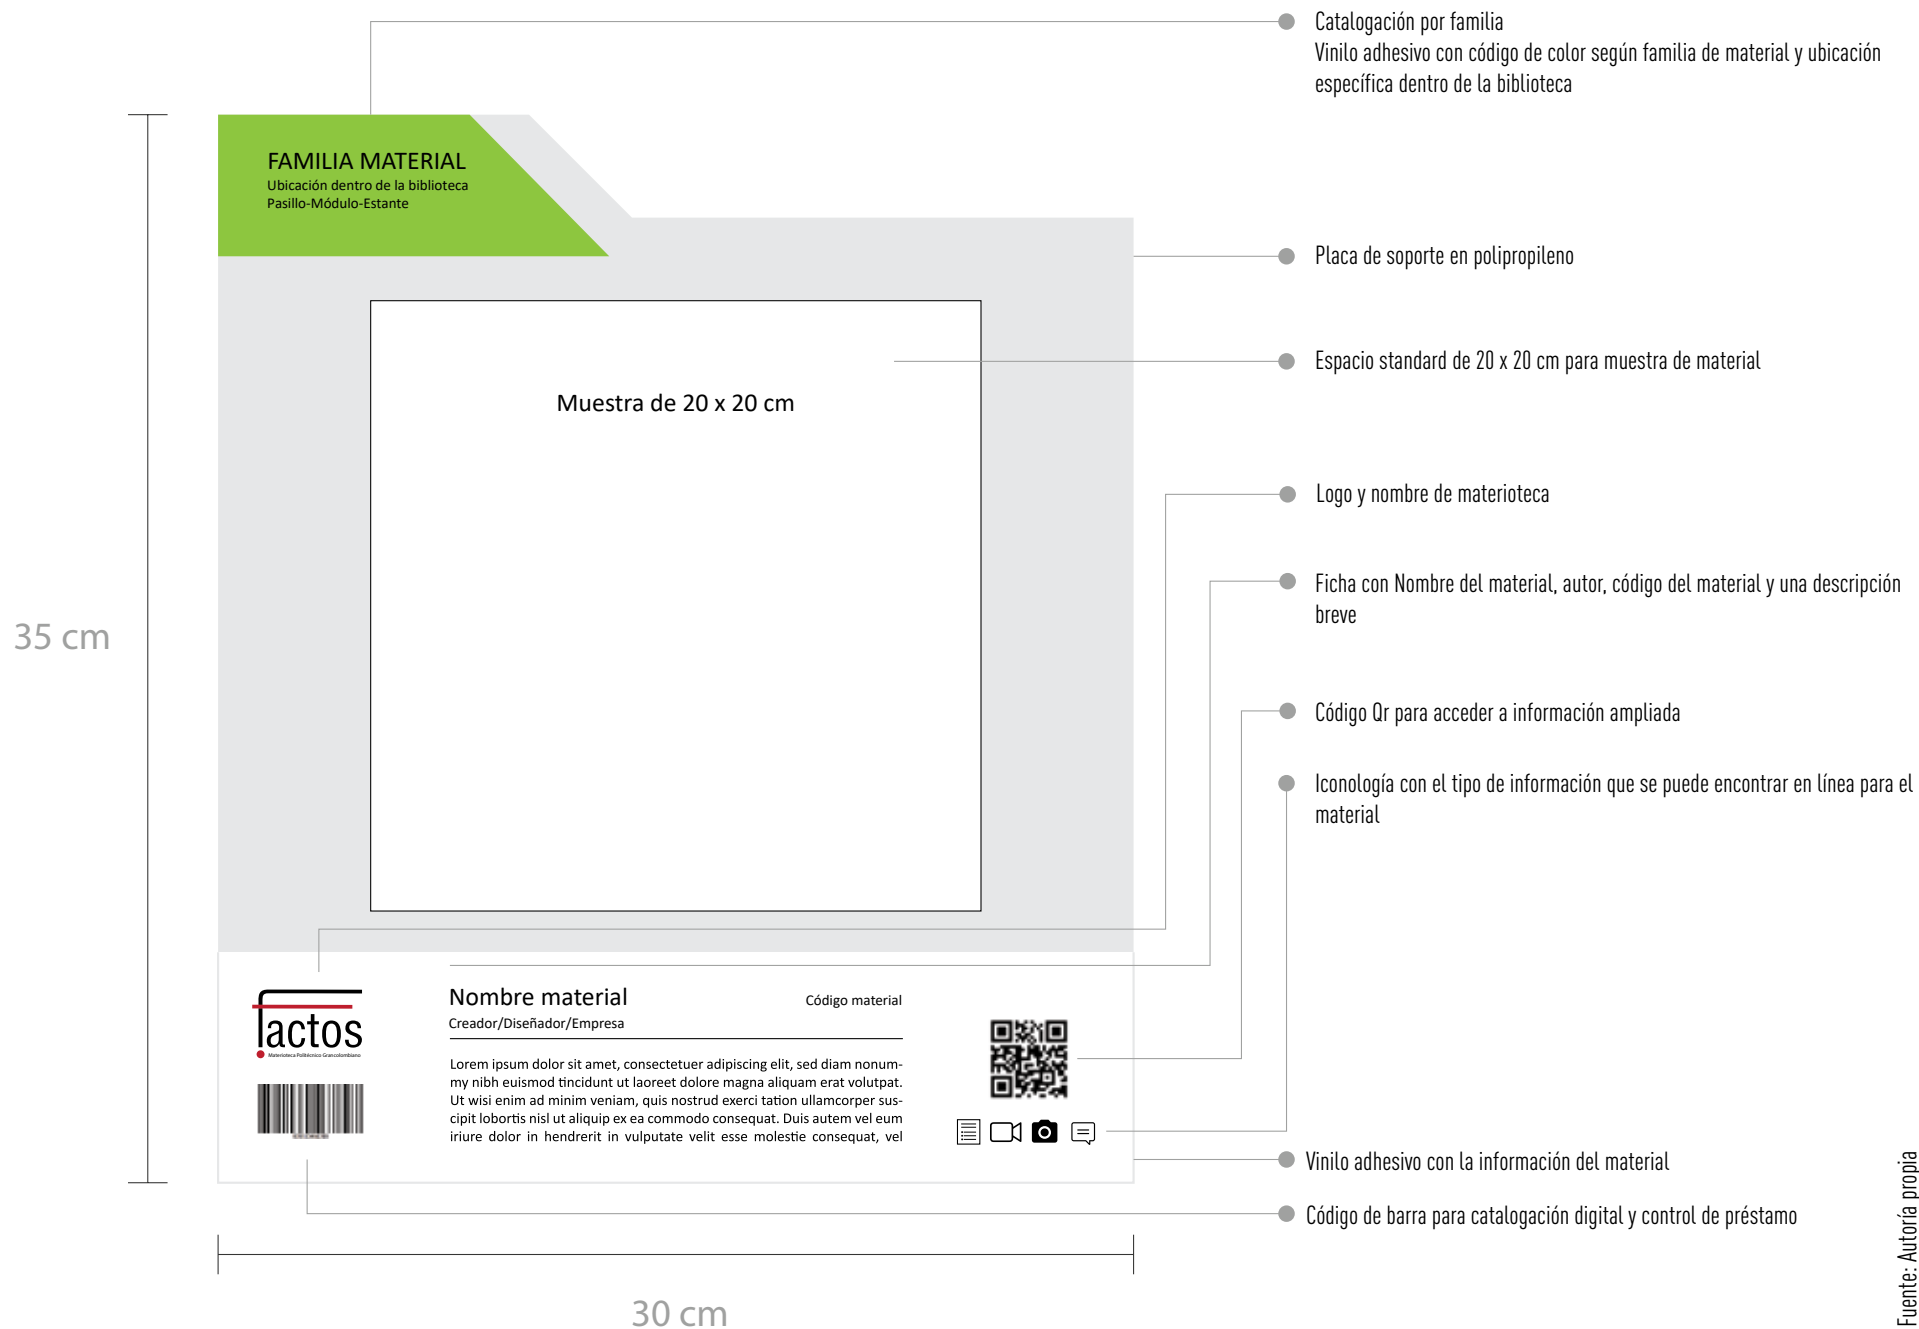 Catalogación por familia
Vinilo adhesivo con código de color según familia de material y ubicación
específica dentro de la biblioteca
FAMILIA MATERIAL
Ubicación dentro de la biblioteca
Pasillo-Módulo-Estante
Placa de soporte en polipropileno
Espacio standard de 20 x 20 cm para muestra de material
Muestra de 20 x 20 cm
Logo y nombre de materioteca
Ficha con Nombre del material, autor, código del material y una descripción
breve
35 cm
Código Qr para acceder a información ampliada
Iconología con el tipo de información que se puede encontrar en línea para el
material
factos
Materioteca Politécnico Grancolombiano
Nombre material
Código material
Creador/Diseñador/Empresa
Lorem ipsum dolor sit amet, consectetuer adipiscing elit, sed diam nonum-
my nibh euismod tincidunt ut laoreet dolore magna aliquam erat volutpat.
Ut wisi enim ad minim veniam, quis nostrud exerci tation ullamcorper sus-
cipit lobortis nisl ut aliquip ex ea commodo consequat. Duis autem vel eum
iriure dolor in hendrerit in vulputate velit esse molestie consequat, vel
Vinilo adhesivo con la información del material
Código de barra para catalogación digital y control de préstamo
30 cm
Fuente: Autoría propia